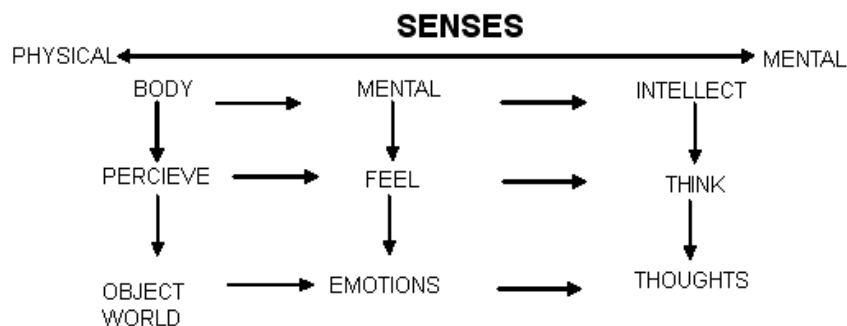 SENSES
PHYSICAL MENTAL
BODY MENTAL INTELLECT
PERCIEVE FEEL THINK
OBJECT WORLD EMOTIONS THOUGHTS